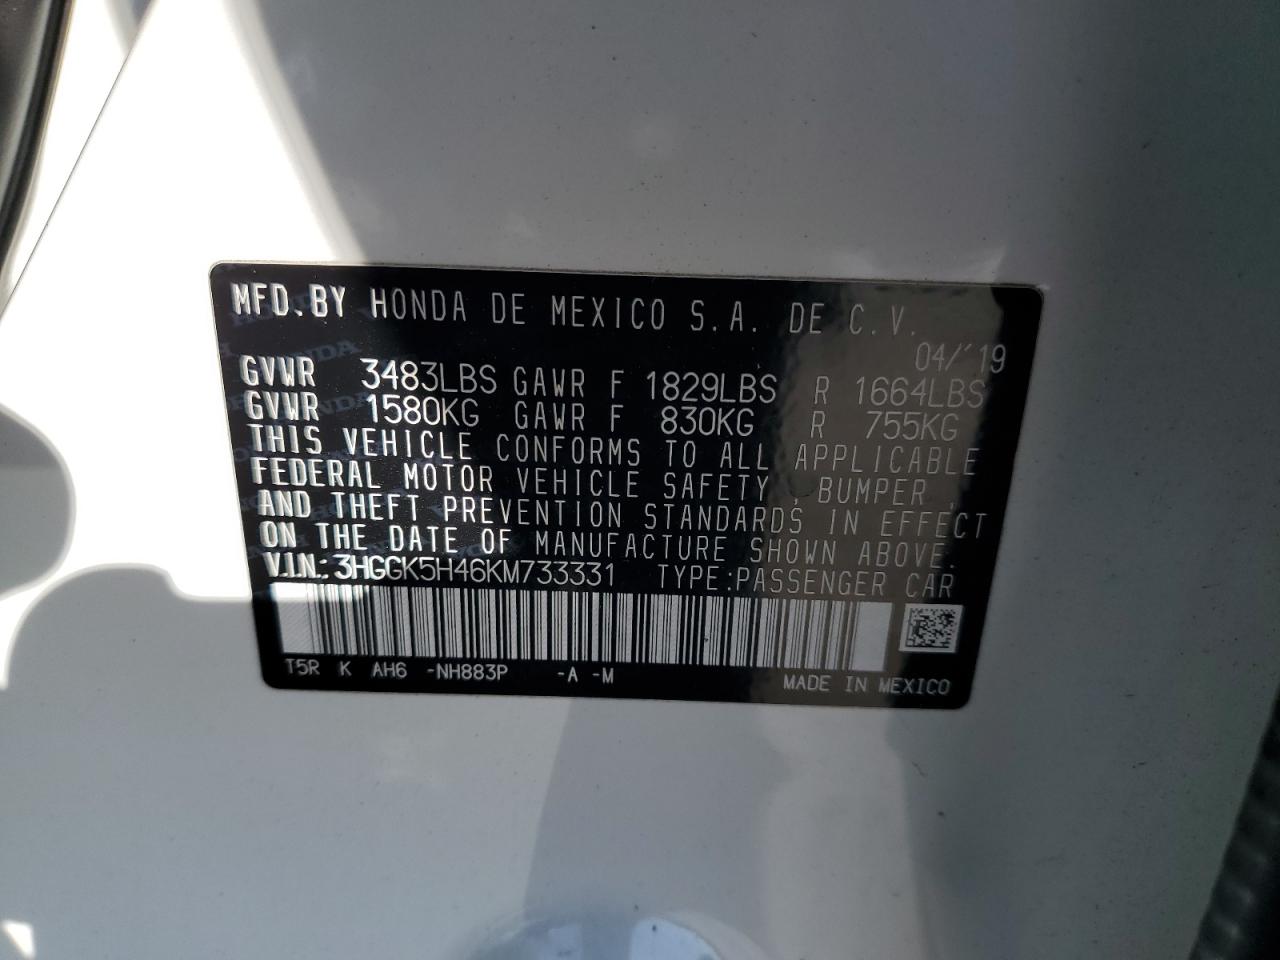 MFD.BY HONDA DE MEXICO S.A. DE C.V.
04/'19
GVWR 3483LBS GAWR F 1829LBS R 1664LBS
GVWR 1580KG GAWR F 830KG R 755KG
THIS VEHICLE CONFORMS TO ALL APPLICABLE
FEDERAL MOTOR VEHICLE SAFETY , BUMPER ,
AND THEFT PREVENTION STANDARDS IN EFFECT
ON THE DATE OF MANUFACTURE SHOWN ABOVE.
V.I.N.: 3HGGK5H46KM733331 TYPE:PASSENGER CAR
T5R K AH6 -NH883P -A -M
MADE IN MEXICO